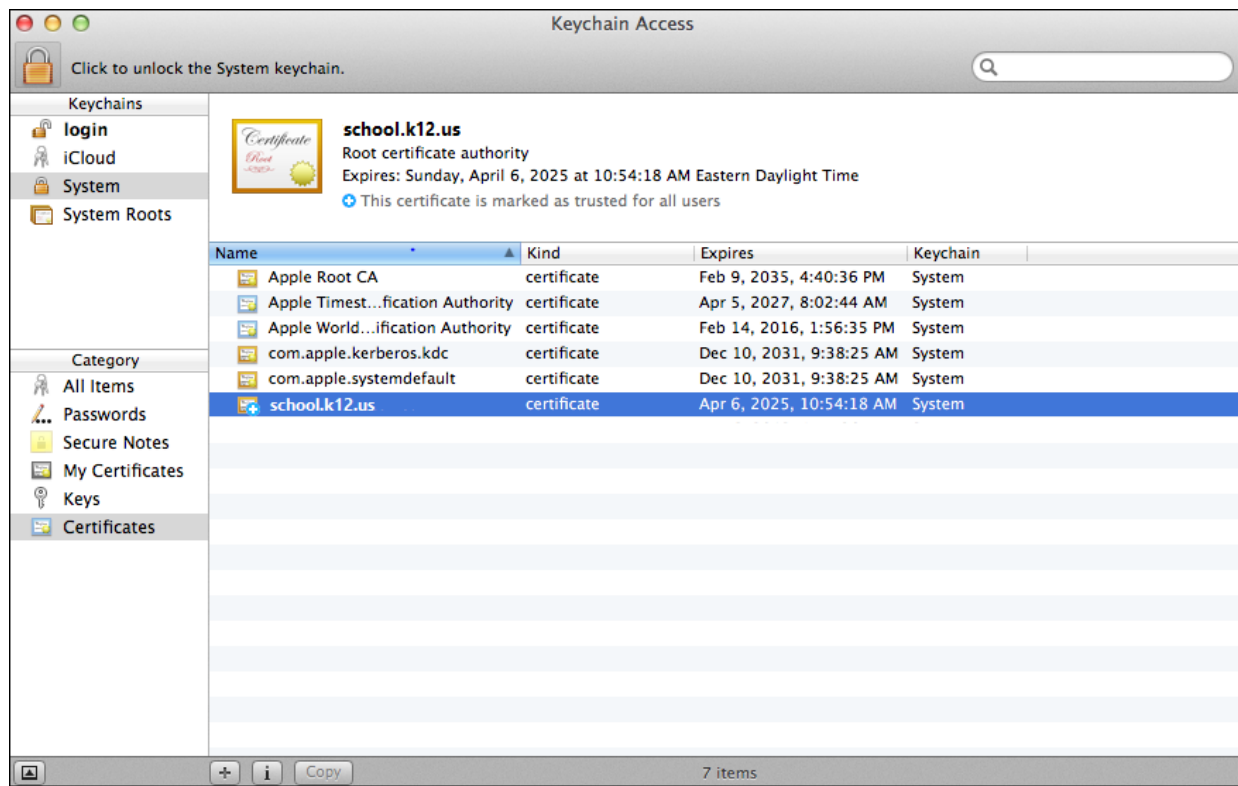 Keychain Access
Click to unlock the System keychain.
Keychains
login
iCloud
System
System Roots
Category
All Items
Passwords
Secure Notes
My Certificates
Keys
Certificates
Certificate
Root
school.k12.us
Root certificate authority
Expires: Sunday, April 6, 2025 at 10:54:18 AM Eastern Daylight Time
This certificate is marked as trusted for all users
Name Kind Expires Keychain
Apple Root CA certificate Feb 9, 2035, 4:40:36 PM System
Apple Timest...fication Authority certificate Apr 5, 2027, 8:02:44 AM System
Apple World...ification Authority certificate Feb 14, 2016, 1:56:35 PM System
com.apple.kerberos.kdc certificate Dec 10, 2031, 9:38:25 AM System
com.apple.systemdefault certificate Dec 10, 2031, 9:38:25 AM System
school.k12.us certificate Apr 6, 2025, 10:54:18 AM System
Copy
7 items